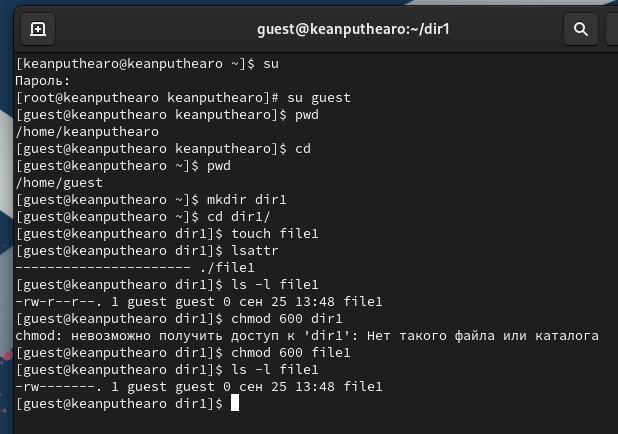 guest@keanputhearo:~/dir1
[keanputhearo@keanputhearo ~]$ su
Пароль:
[root@keanputhearo keanputhearo]# su guest
[guest@keanputhearo keanputhearo]$ pwd
/home/keanputhearo
[guest@keanputhearo keanputhearo]$ cd
[guest@keanputhearo ~]$ pwd
/home/guest
[guest@keanputhearo ~]$ mkdir dir1
[guest@keanputhearo ~]$ cd dir1/
[guest@keanputhearo dir1]$ touch file1
[guest@keanputhearo dir1]$ lsattr
---------------------- ./file1
[guest@keanputhearo dir1]$ ls -l file1
-rw-r--r--. 1 guest guest 0 сен 25 13:48 file1
[guest@keanputhearo dir1]$ chmod 600 dir1
chmod: невозможно получить доступ к 'dir1': Нет такого файла или каталога
[guest@keanputhearo dir1]$ chmod 600 file1
[guest@keanputhearo dir1]$ ls -l file1
-rw-------. 1 guest guest 0 сен 25 13:48 file1
[guest@keanputhearo dir1]$